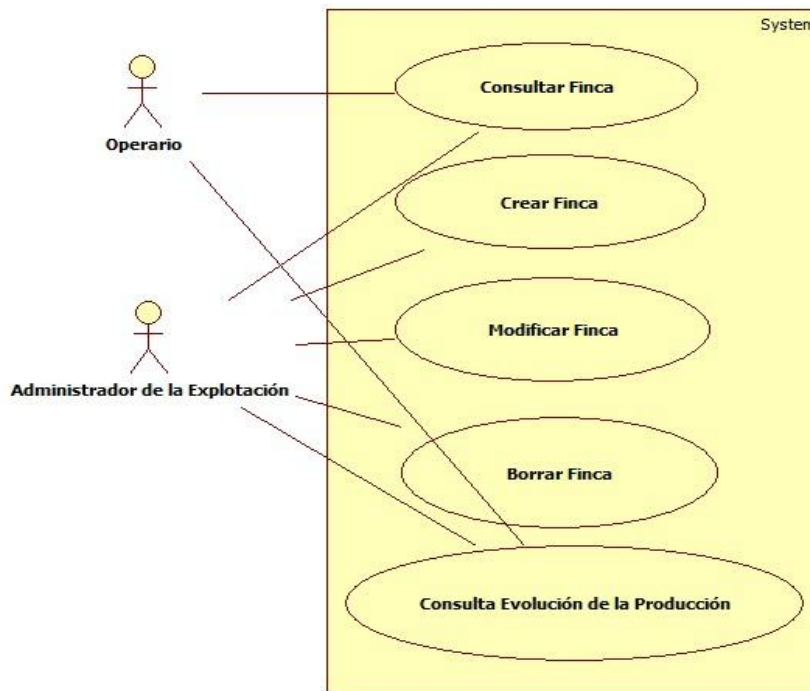 System
Consultar Finca
Operario
Crear Finca
Modificar Finca
Administrador de la Explotación
Borrar Finca
Consulta Evolución de la Producción